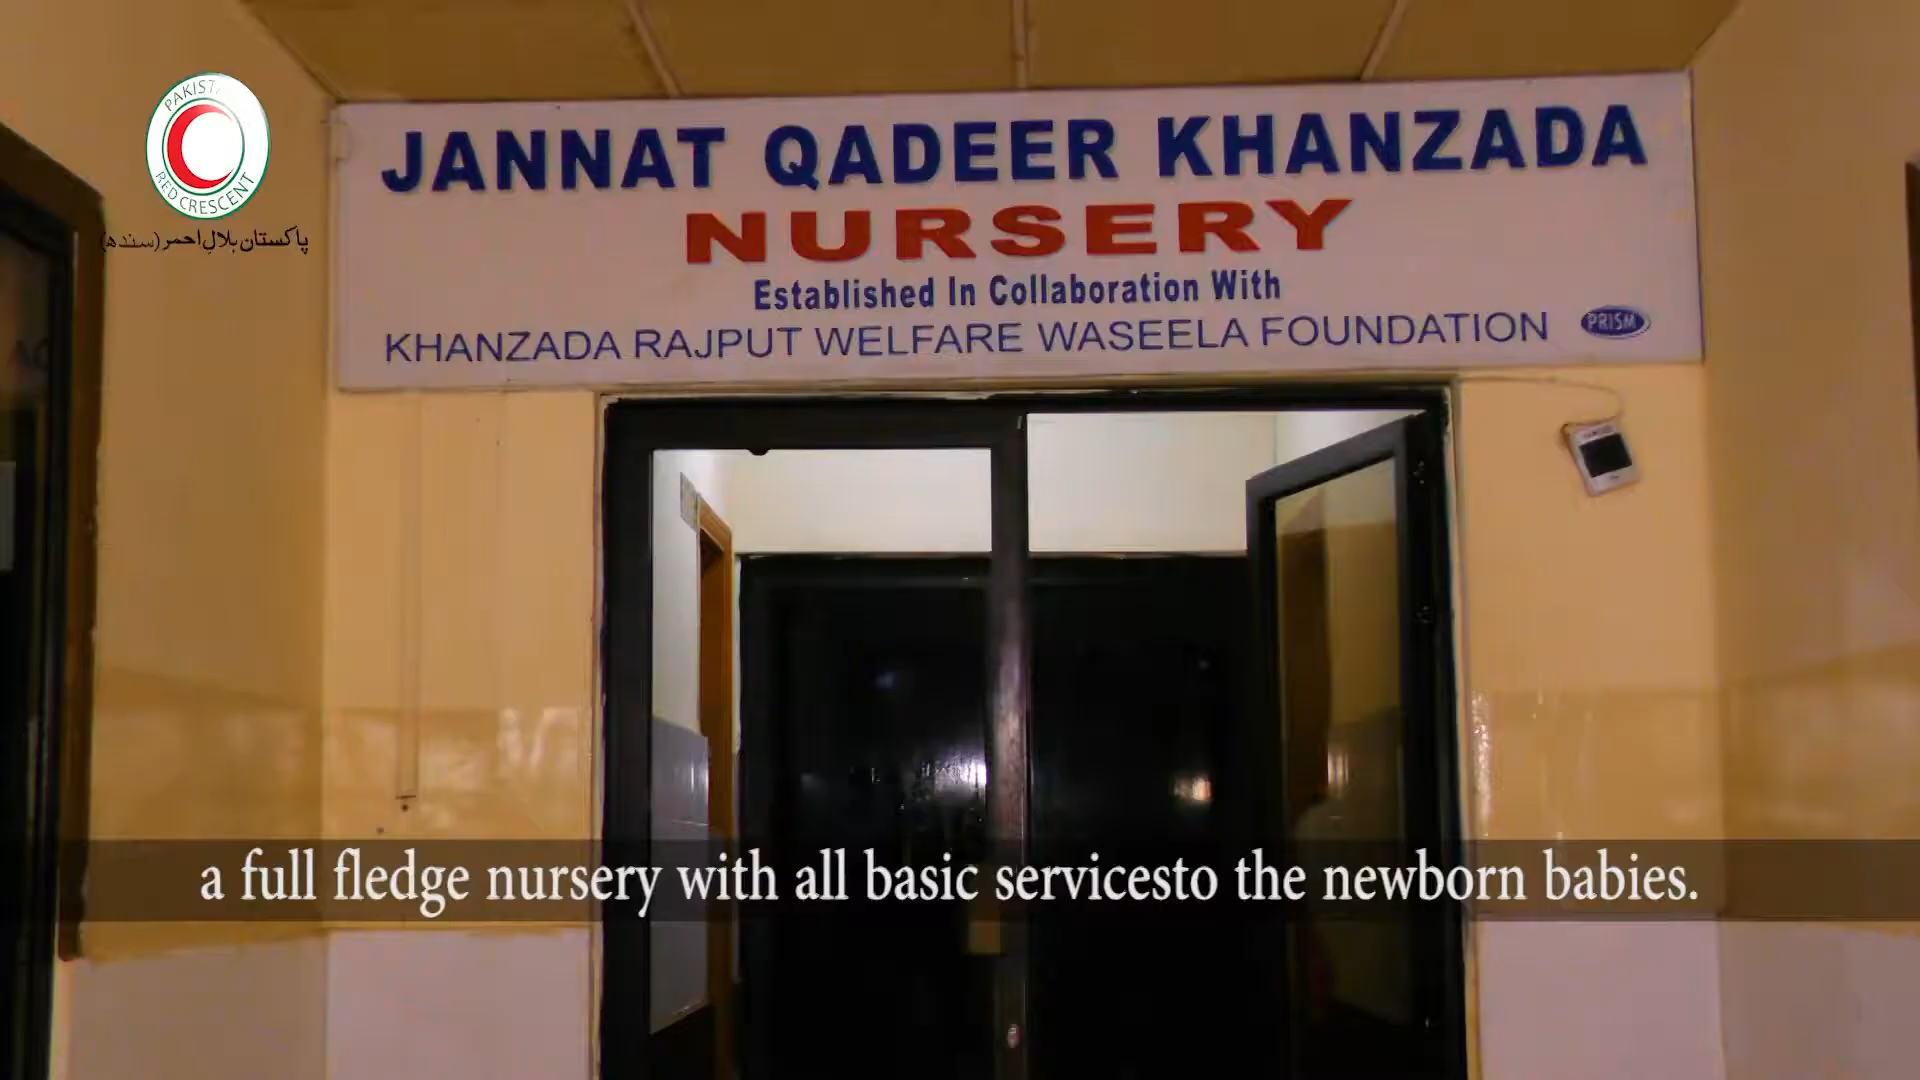 PAKISTAN
RED CRESCENT
پاکستان ہلال احمر (سندھ)
JANNAT QADEER KHANZADA
NURSERY
Established In Collaboration With
KHANZADA RAJPUT WELFARE WASEELA FOUNDATION
PRISM
a full fledge nursery with all basic servicesto the newborn babies.